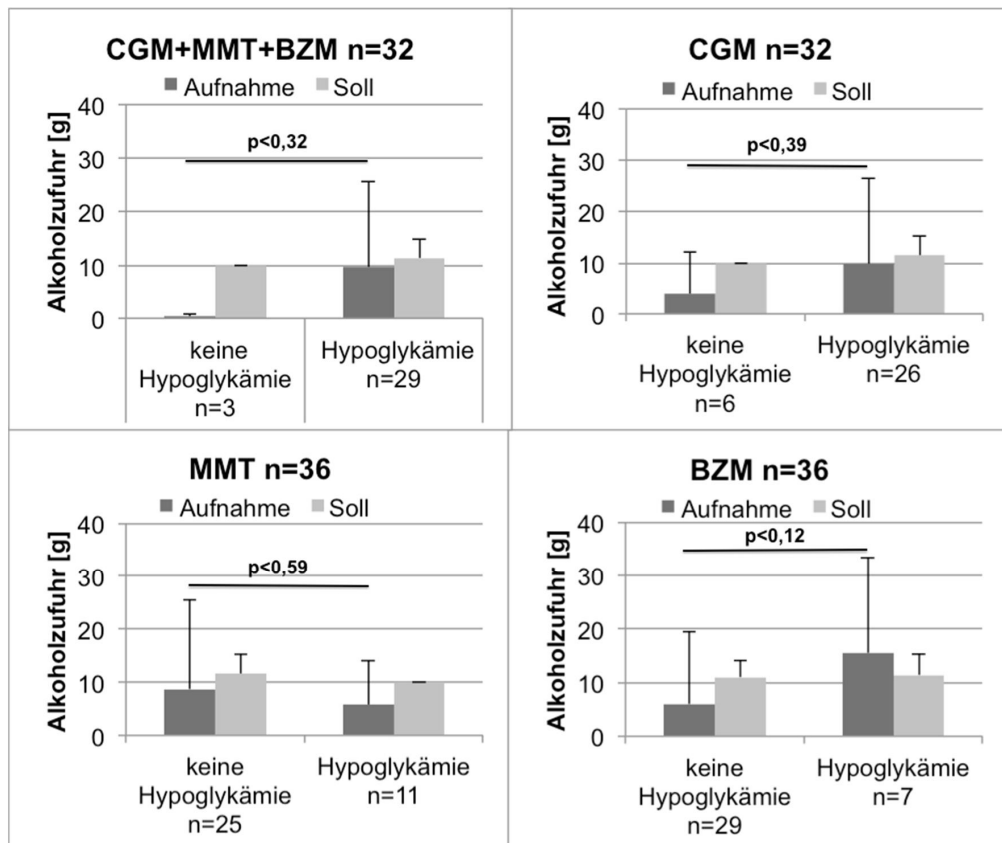 CGM+MMT+BZM n=32
Aufnahme Soll
Alkoholzufuhr [g]
40
30
20
10
0
p<0,32
keine
Hypoglykämie
n=3
Hypoglykämie
n=29
CGM n=32
Aufnahme Soll
Alkoholzufuhr [g]
40
30
20
10
0
p<0,39
keine
Hypoglykämie
n=6
Hypoglykämie
n=26
MMT n=36
Aufnahme Soll
Alkoholzufuhr [g]
40
30
20
10
0
p<0,59
keine
Hypoglykämie
n=25
Hypoglykämie
n=11
BZM n=36
Aufnahme Soll
Alkoholzufuhr [g]
40
30
20
10
0
p<0,12
keine
Hypoglykämie
n=29
Hypoglykämie
n=7